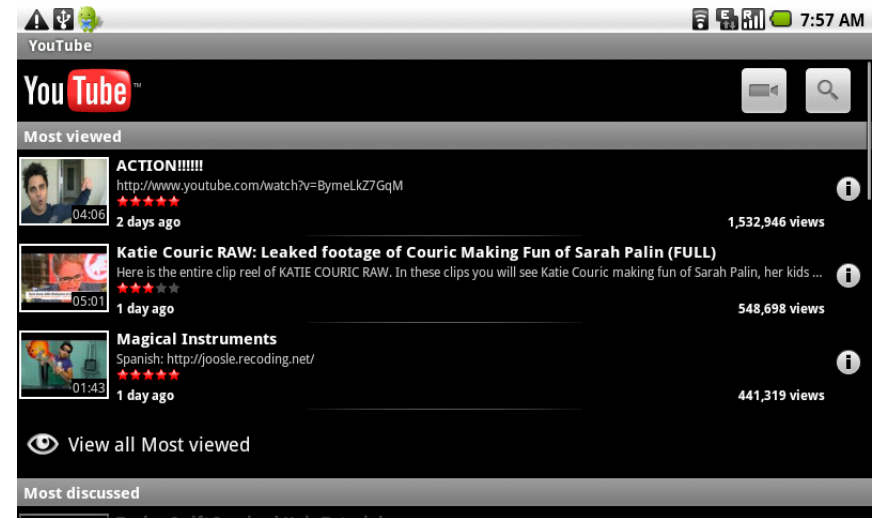 7:57 AM
YouTube
You Tube ™
Most viewed
ACTION!!!!!!
http://www.youtube.com/watch?v=BymeLkZ7GqM
04:06
2 days ago
1,532,946 views
Katie Couric RAW: Leaked footage of Couric Making Fun of Sarah Palin (FULL)
Here is the entire clip reel of KATIE COURIC RAW. In these clips you will see Katie Couric making fun of Sarah Palin, her kids ...
05:01
1 day ago
548,698 views
Magical Instruments
Spanish: http://joosle.recoding.net/
01:43
1 day ago
441,319 views
View all Most viewed
Most discussed